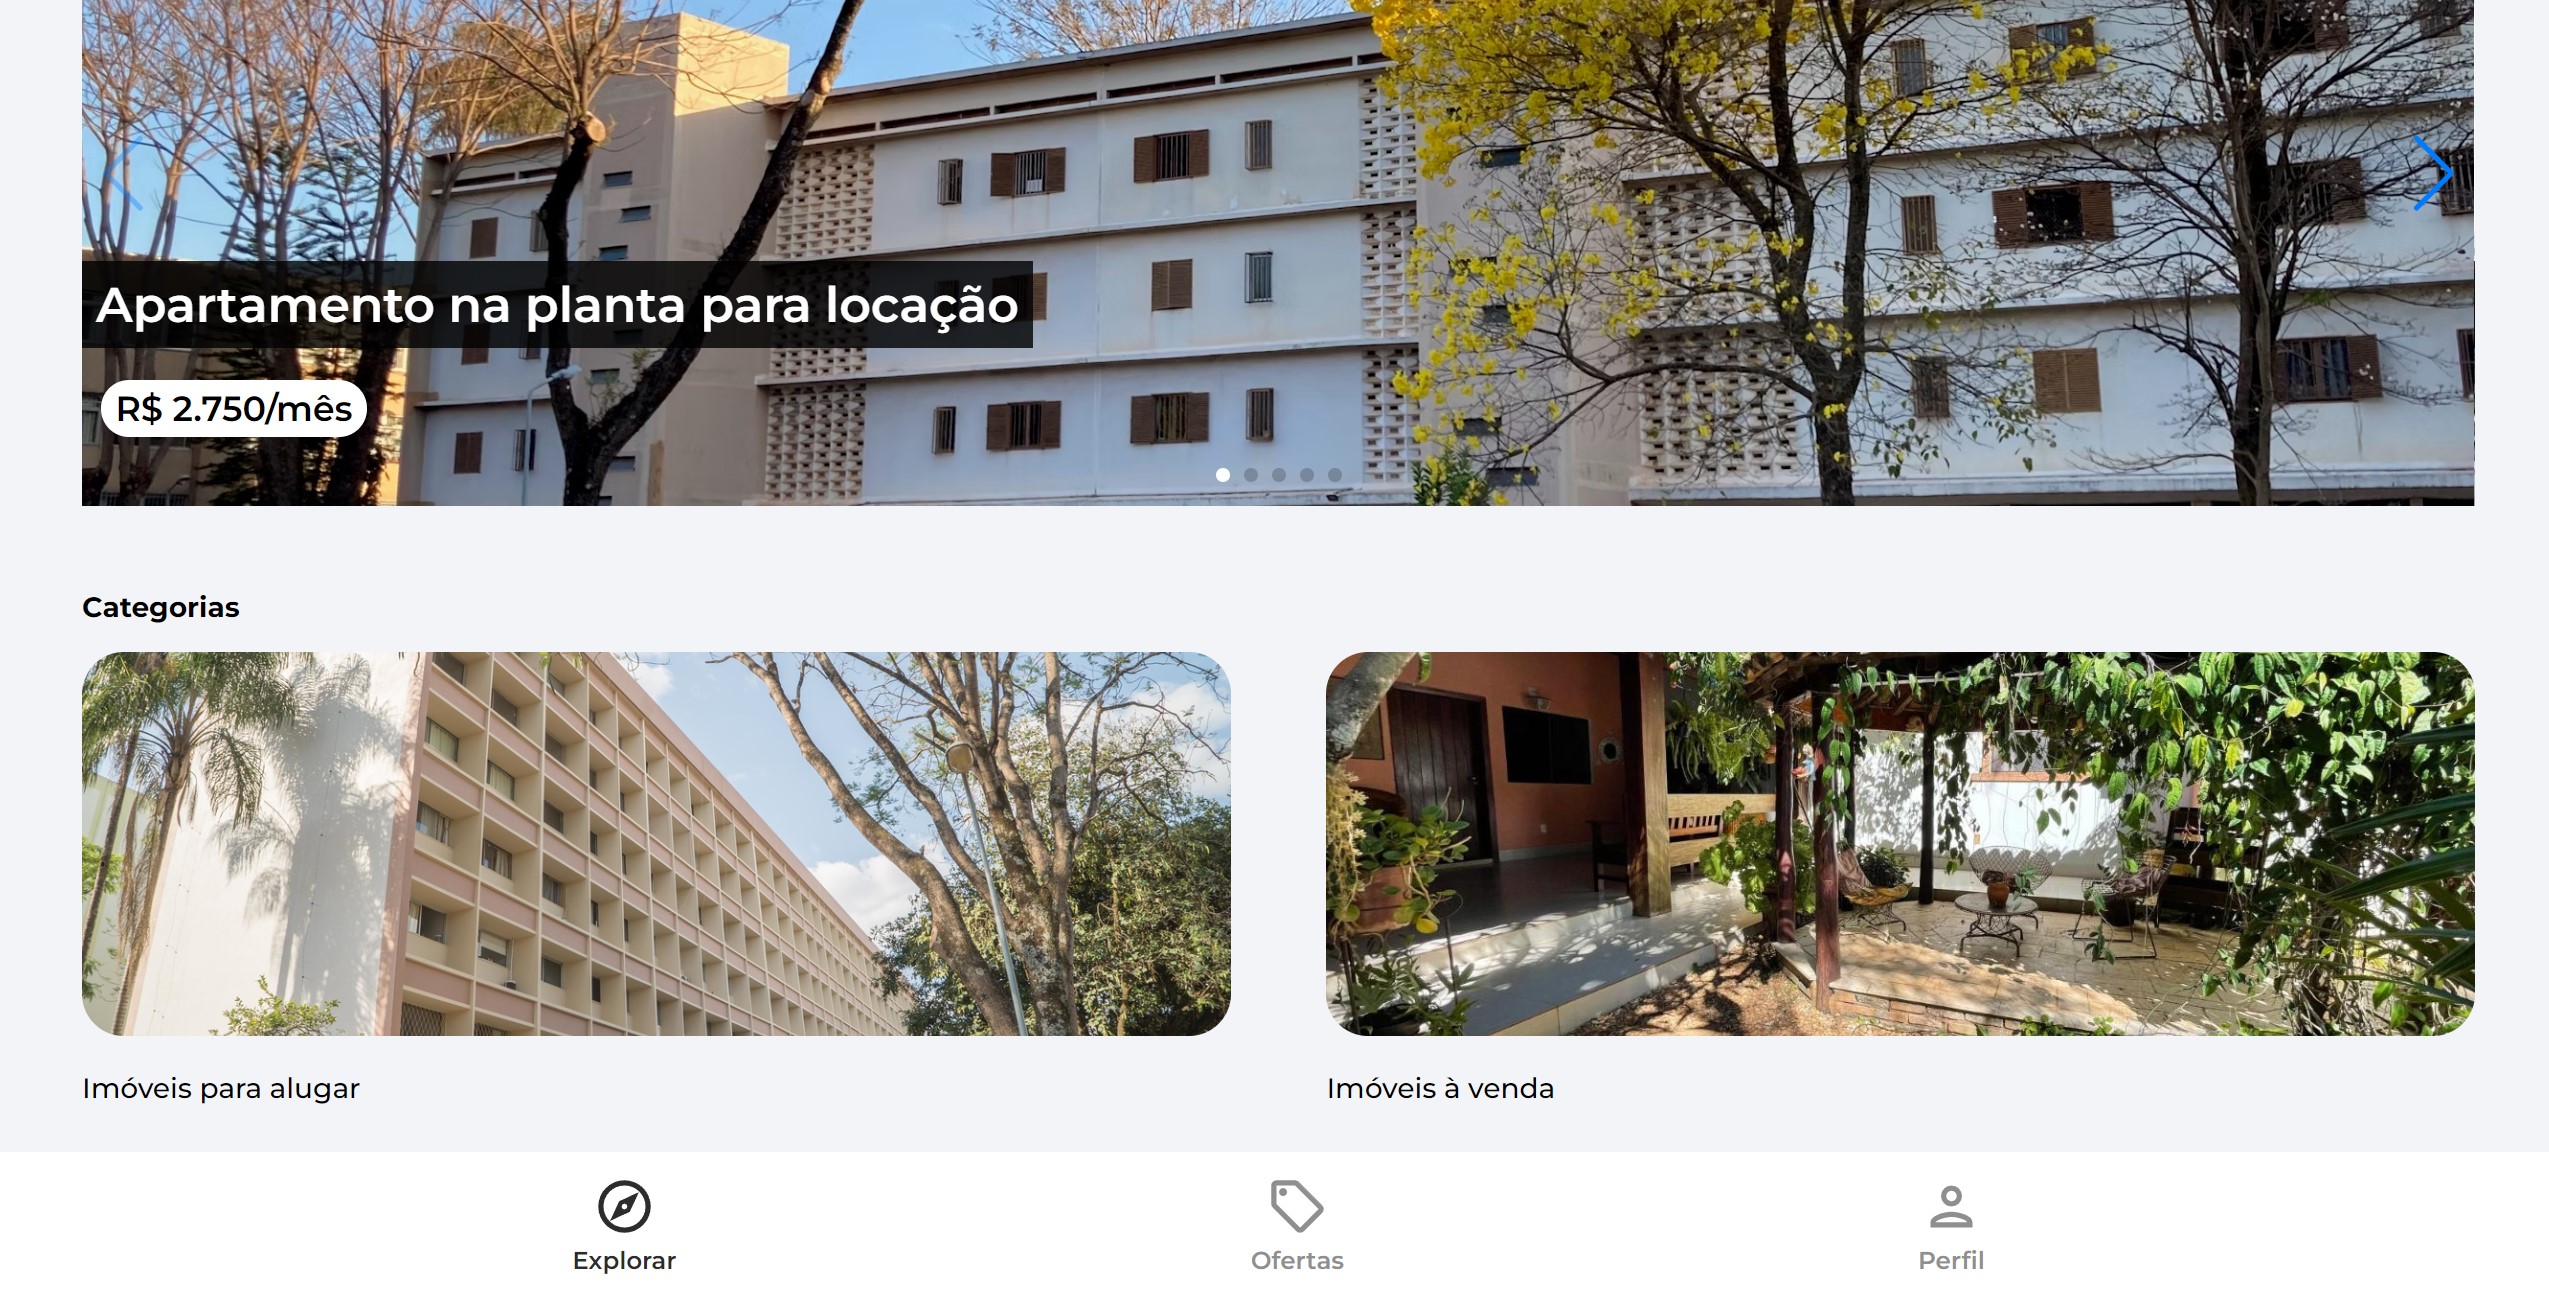 Apartamento na planta para locação
R$ 2.750/mês
Categorias
Imóveis para alugar
Imóveis à venda
Explorar
Ofertas
Perfil